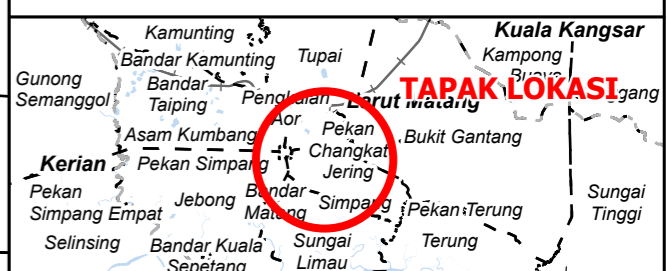 Kuala Kangsar
Kamunting
Tupai
Kampong
Bandar Kamunting
Gunong
Semanggol
Bandar
Taiping
TAPAK LOKASI
Pengkalan
Aor
Larut Matang
Asam Kumbang
Pekan
Changkat
Jering
Bukit Gantang
Kerian
Pekan Simpang
Pekan
Simpang Empat
Jebong
Bandar
Matang
Simpang
Pekan Terung
Sungai
Tinggi
Selinsing
Bandar Kuala
Sepetang
Sungai
Limau
Terung